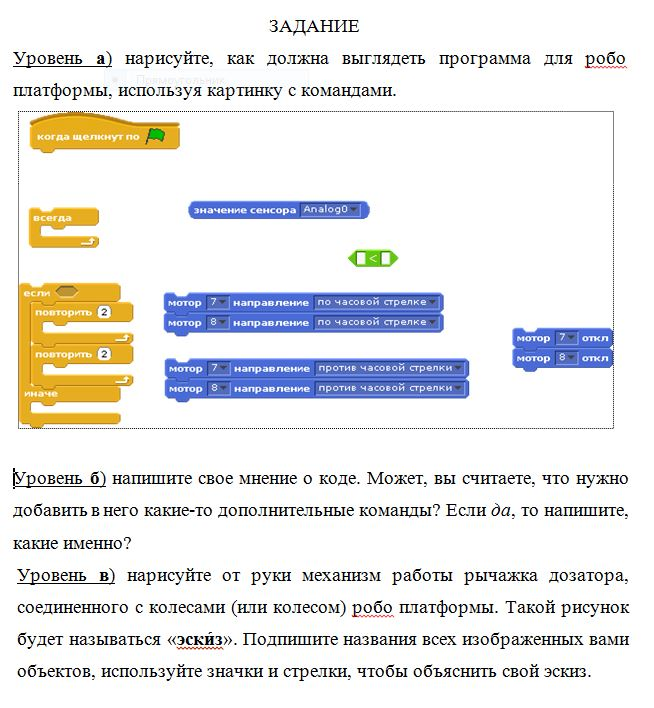 ЗАДАНИЕ
Уровень а) нарисуйте, как должна выглядеть программа для робо
Прямоугольник
платформы, используя картинку с командами.
когда щелкнут по
всегда
значение сенсора Analog0
<
если
повторить 2
повторить 2
иначе
мотор 7 направление по часовой стрелке
мотор 8 направление по часовой стрелке
мотор 7 направление против часовой стрелки
мотор 8 направление против часовой стрелки
мотор 7 откл
мотор 8 откл
Уровень б) напишите свое мнение о коде. Может, вы считаете, что нужно
добавить в него какие-то дополнительные команды? Если да, то напишите,
какие именно?
Уровень в) нарисуйте от руки механизм работы рычажка дозатора,
соединенного с колесами (или колесом) робо платформы. Такой рисунок
будет называться «эски́з». Подпишите названия всех изображенных вами
объектов, используйте значки и стрелки, чтобы объяснить свой эскиз.